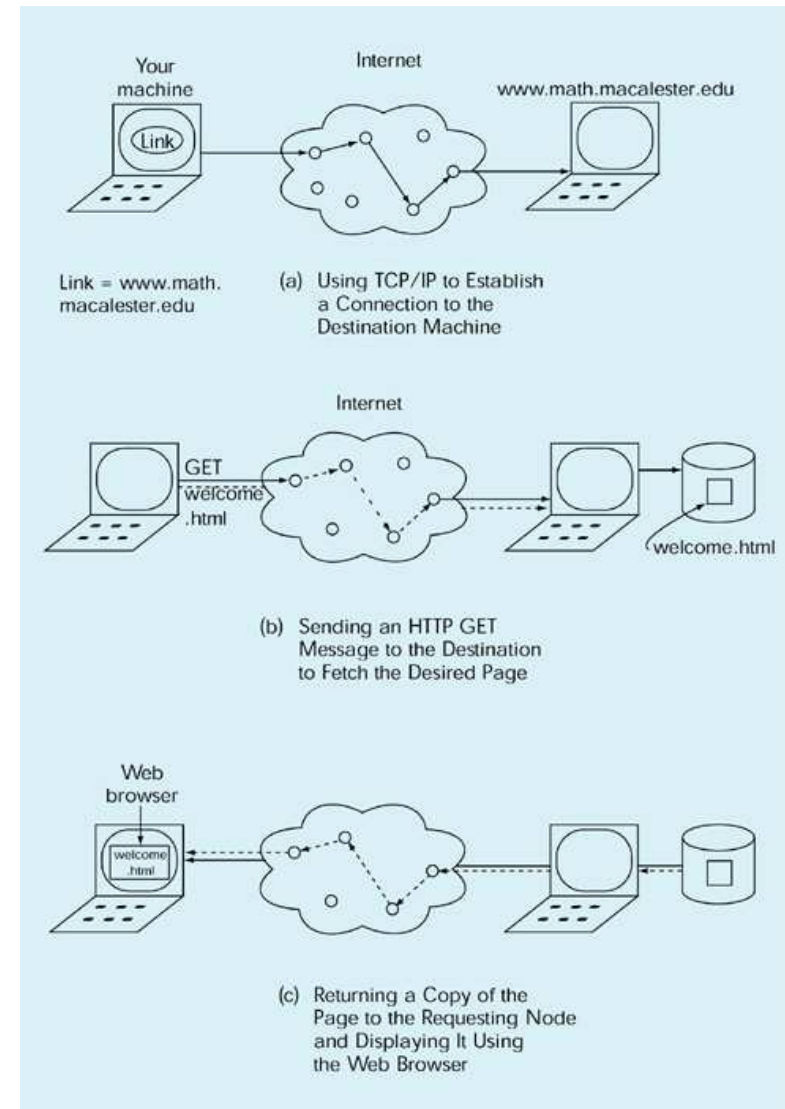 Your
machine
Internet
www.math.macalester.edu
Link
Link = www.math.
macalester.edu
(a) Using TCP/IP to Establish
a Connection to the
Destination Machine
Internet
GET
welcome
.html
welcome.html
(b) Sending an HTTP GET
Message to the Destination
to Fetch the Desired Page
Web
browser
welcome
.html
(c) Returning a Copy of the
Page to the Requesting Node
and Displaying It Using
the Web Browser